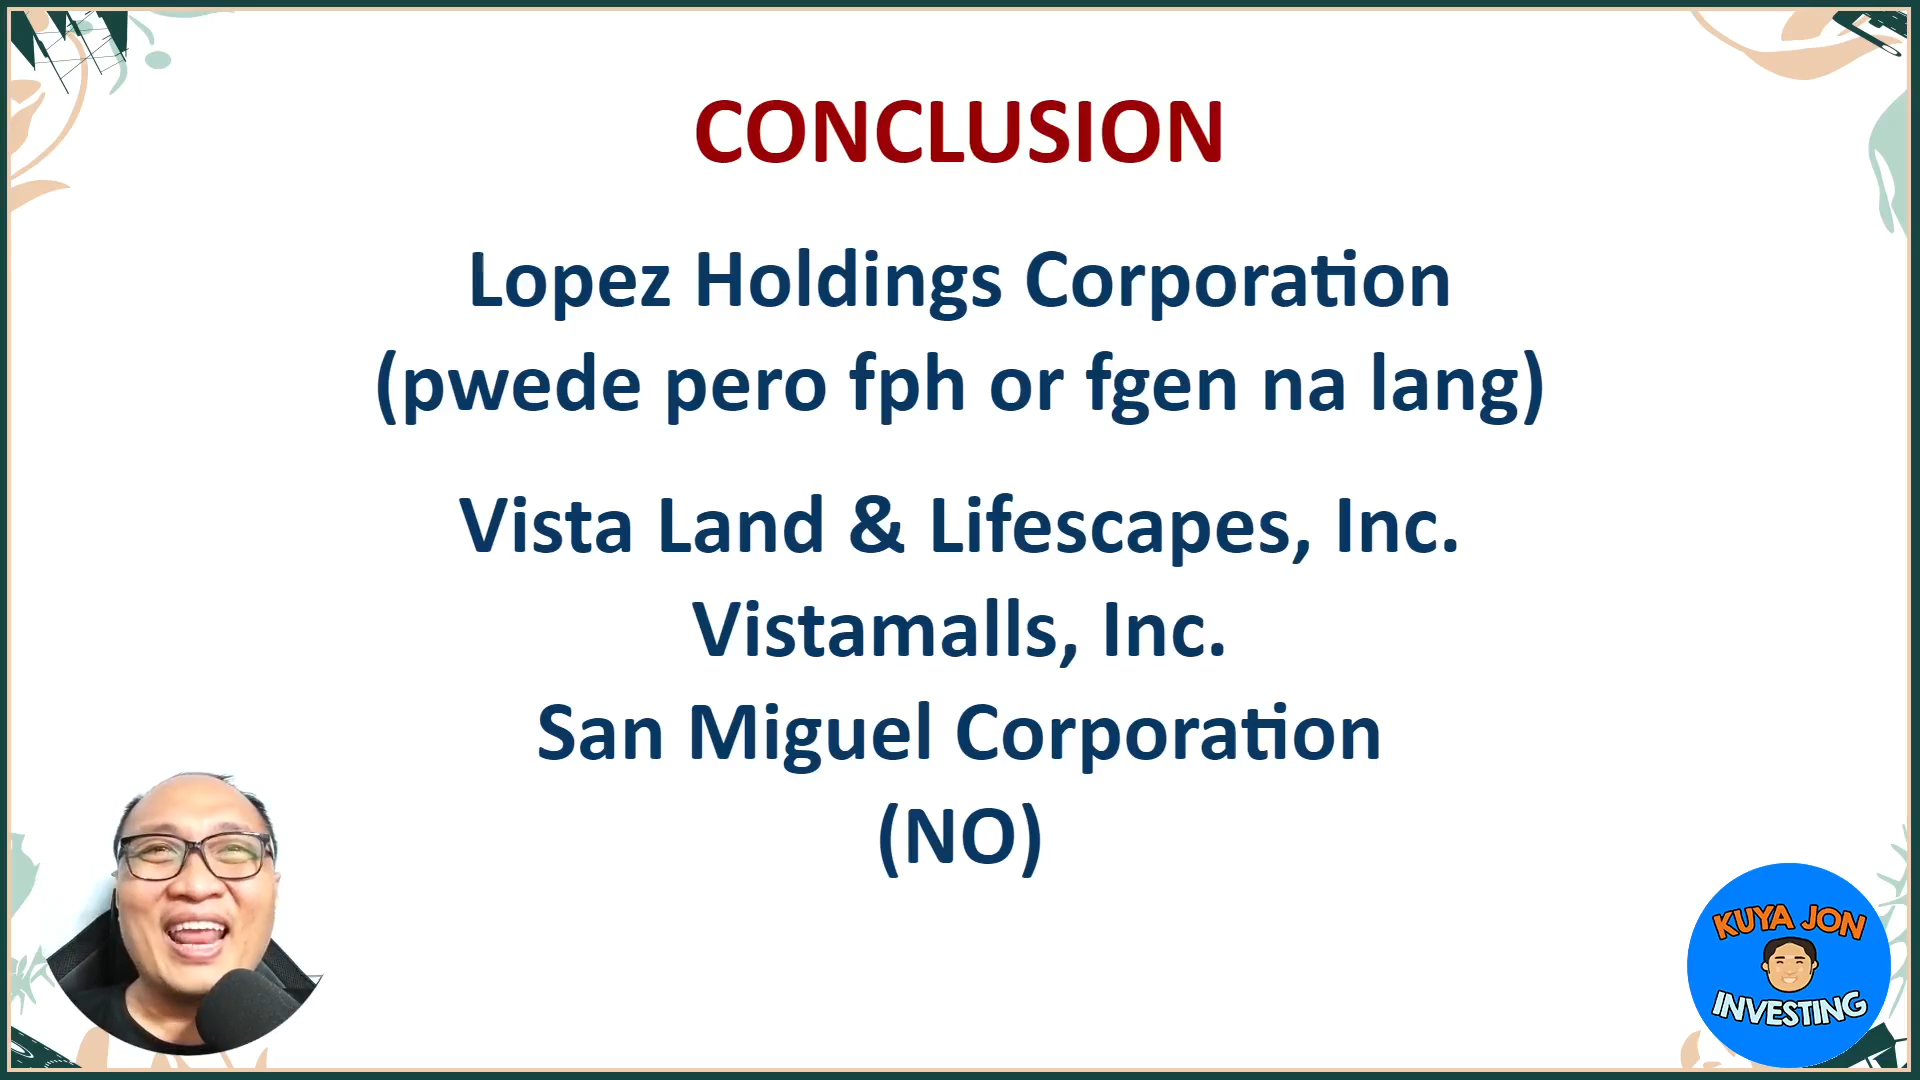 CONCLUSION
Lopez Holdings Corporation
(pwede pero fph or fgen na lang)
Vista Land & Lifescapes, Inc.
Vistamalls, Inc.
San Miguel Corporation
(NO)
KUYA JON
INVESTING